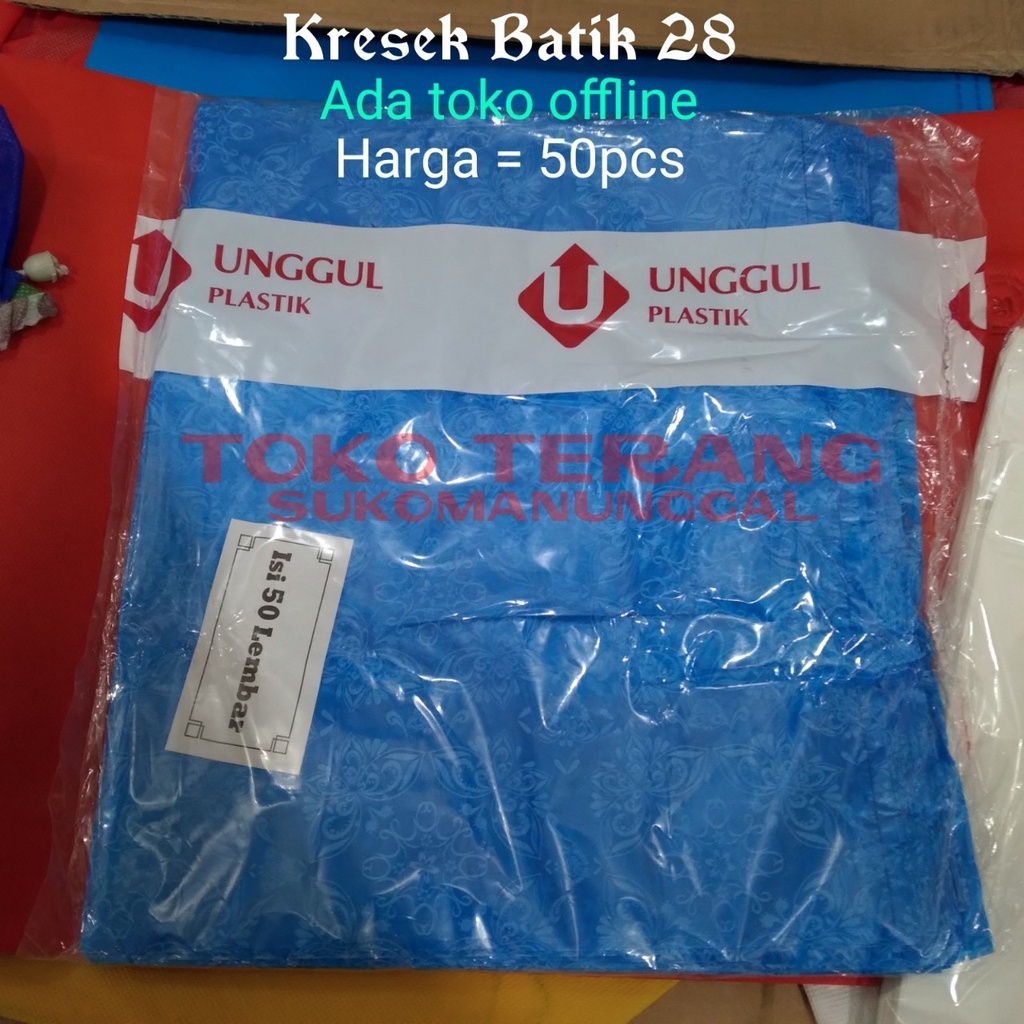 Kresek Batik 28
Ada toko offline
Harga = 50pcs
UNGGUL
PLASTIK
UNGGUL
PLASTIK
TOKO TERANG
SUKOMANUNGGAL
Isi 50 Lembar